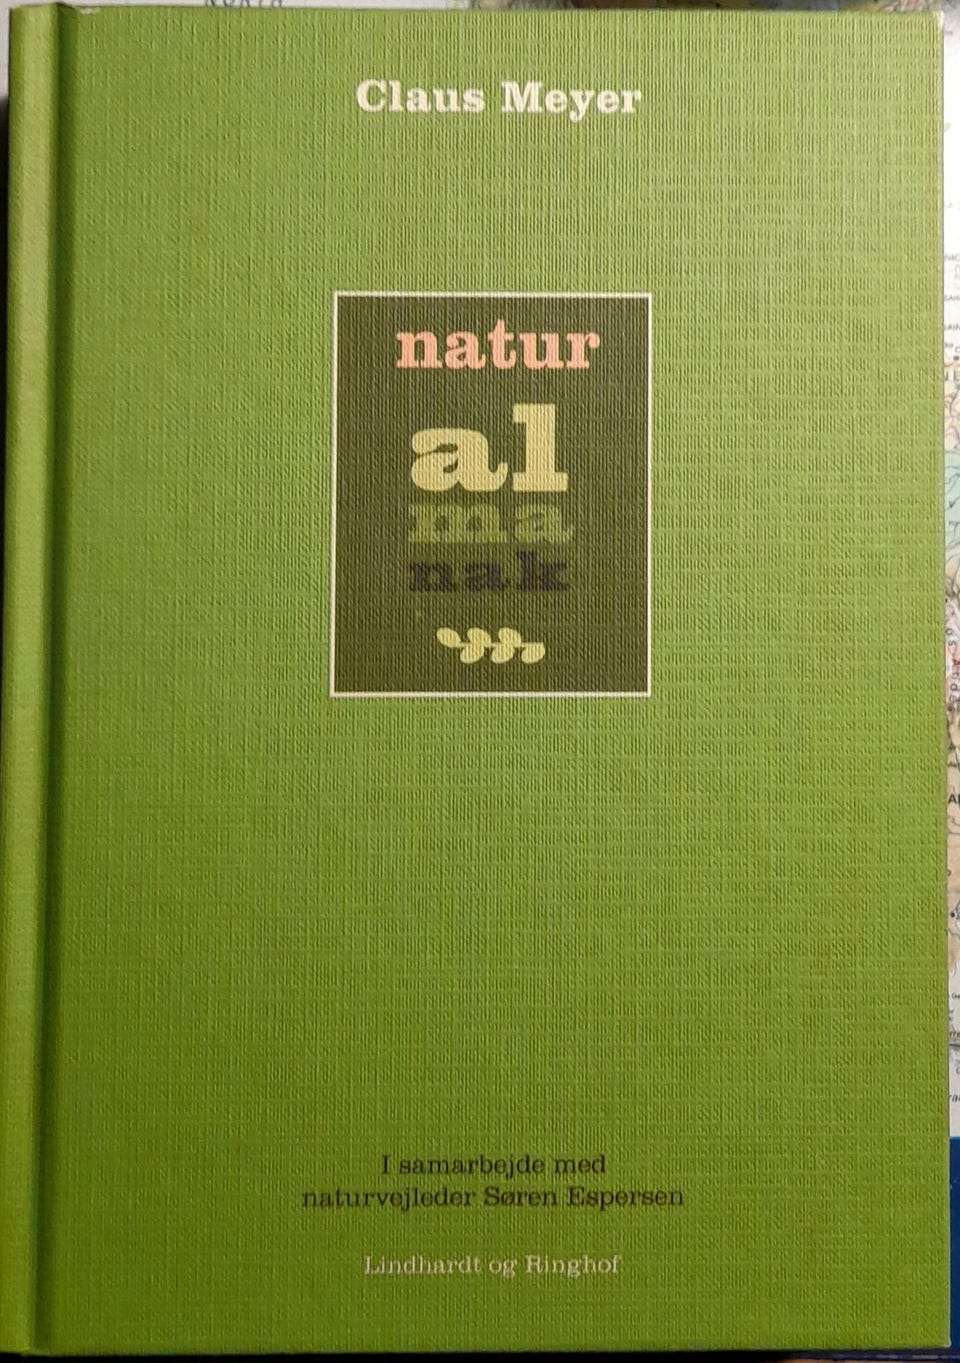 Claus Meyer
natur
al
ma
nak
I samarbejde med
naturvejleder Søren Espersen
Lindhardt og Ringhof